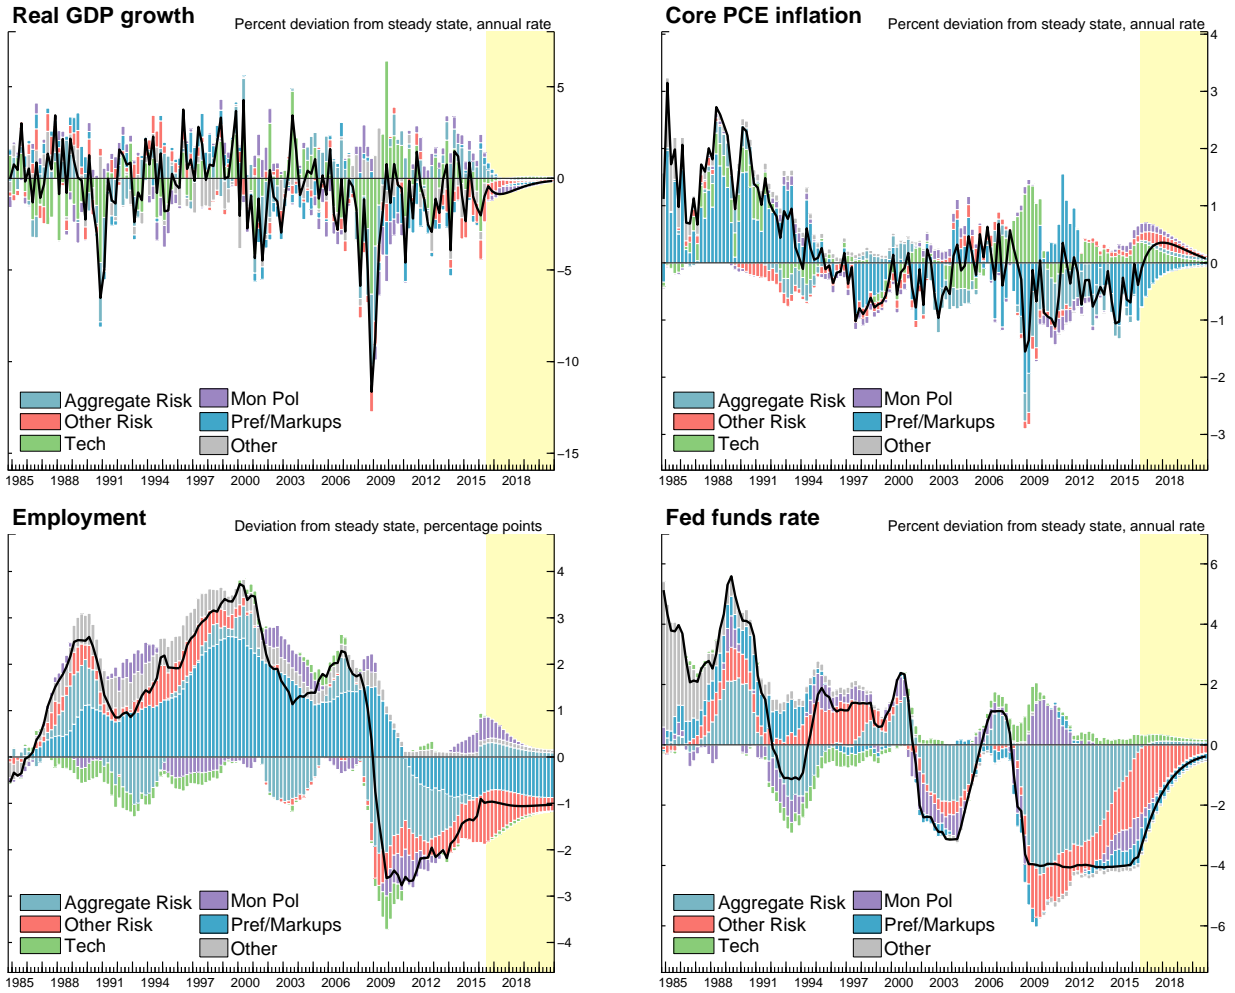 Real GDP growth
Percent deviation from steady state, annual rate
5
0
−5
−10
−15
Aggregate Risk
Other Risk
Tech
Mon Pol
Pref/Markups
Other
1985 1988 1991 1994 1997 2000 2003 2006 2009 2012 2015 2018
Core PCE inflation
Percent deviation from steady state, annual rate
4
3
2
1
0
−1
−2
−3
Aggregate Risk
Other Risk
Tech
Mon Pol
Pref/Markups
Other
1985 1988 1991 1994 1997 2000 2003 2006 2009 2012 2015 2018
Employment
Deviation from steady state, percentage points
4
3
2
1
0
−1
−2
−3
−4
Aggregate Risk
Other Risk
Tech
Mon Pol
Pref/Markups
Other
1985 1988 1991 1994 1997 2000 2003 2006 2009 2012 2015 2018
Fed funds rate
Percent deviation from steady state, annual rate
6
4
2
0
−2
−4
−6
Aggregate Risk
Other Risk
Tech
Mon Pol
Pref/Markups
Other
1985 1988 1991 1994 1997 2000 2003 2006 2009 2012 2015 2018